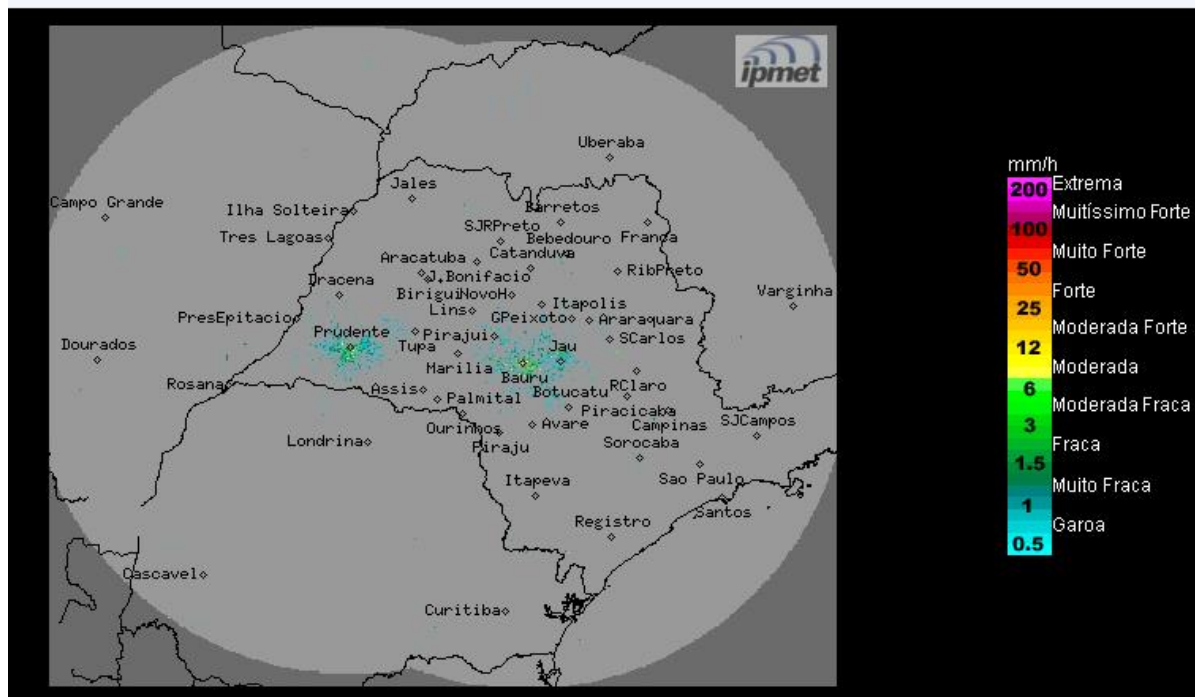 ipmet
Uberaba
Jales
Campo Grande
Ilha Solteira
Barretos
SJRPreto
Tres Lagoas
Bebedouro Franca
Aracatuba
Catanduva
J.Bonifacio
RibPreto
Dracena
Birigui
NovoH
Itapolis
Varginha
Lins
PresEpitacio
GPeixoto
Araraquara
Prudente
Pirajui
SCarlos
Dourados
Tupa
Jau
Marilia
Bauru
Rosana
Assis
Botucatu
RClaro
Palmital
Piracicaba
Ourinhos
Avare
Campinas
SJCampos
Londrina
Piraju
Sorocaba
Itapeva
Sao Paulo
Santos
Registro
Cascavel
Curitiba
mm/h
200 Extrema
Muitíssimo Forte
100
Muito Forte
50
Forte
25
Moderada Forte
12
Moderada
6
Moderada Fraca
3
Fraca
1.5
Muito Fraca
1
Garoa
0.5